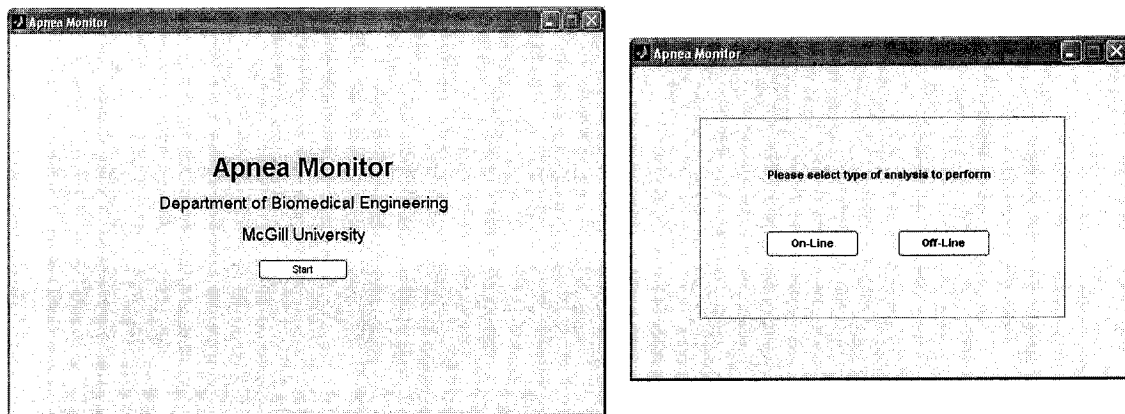 Apnea Monitor
Apnea Monitor
Department of Biomedical Engineering
McGill University
Start
Apnea Monitor
Please select type of analysis to perform
On-Line
Off-Line